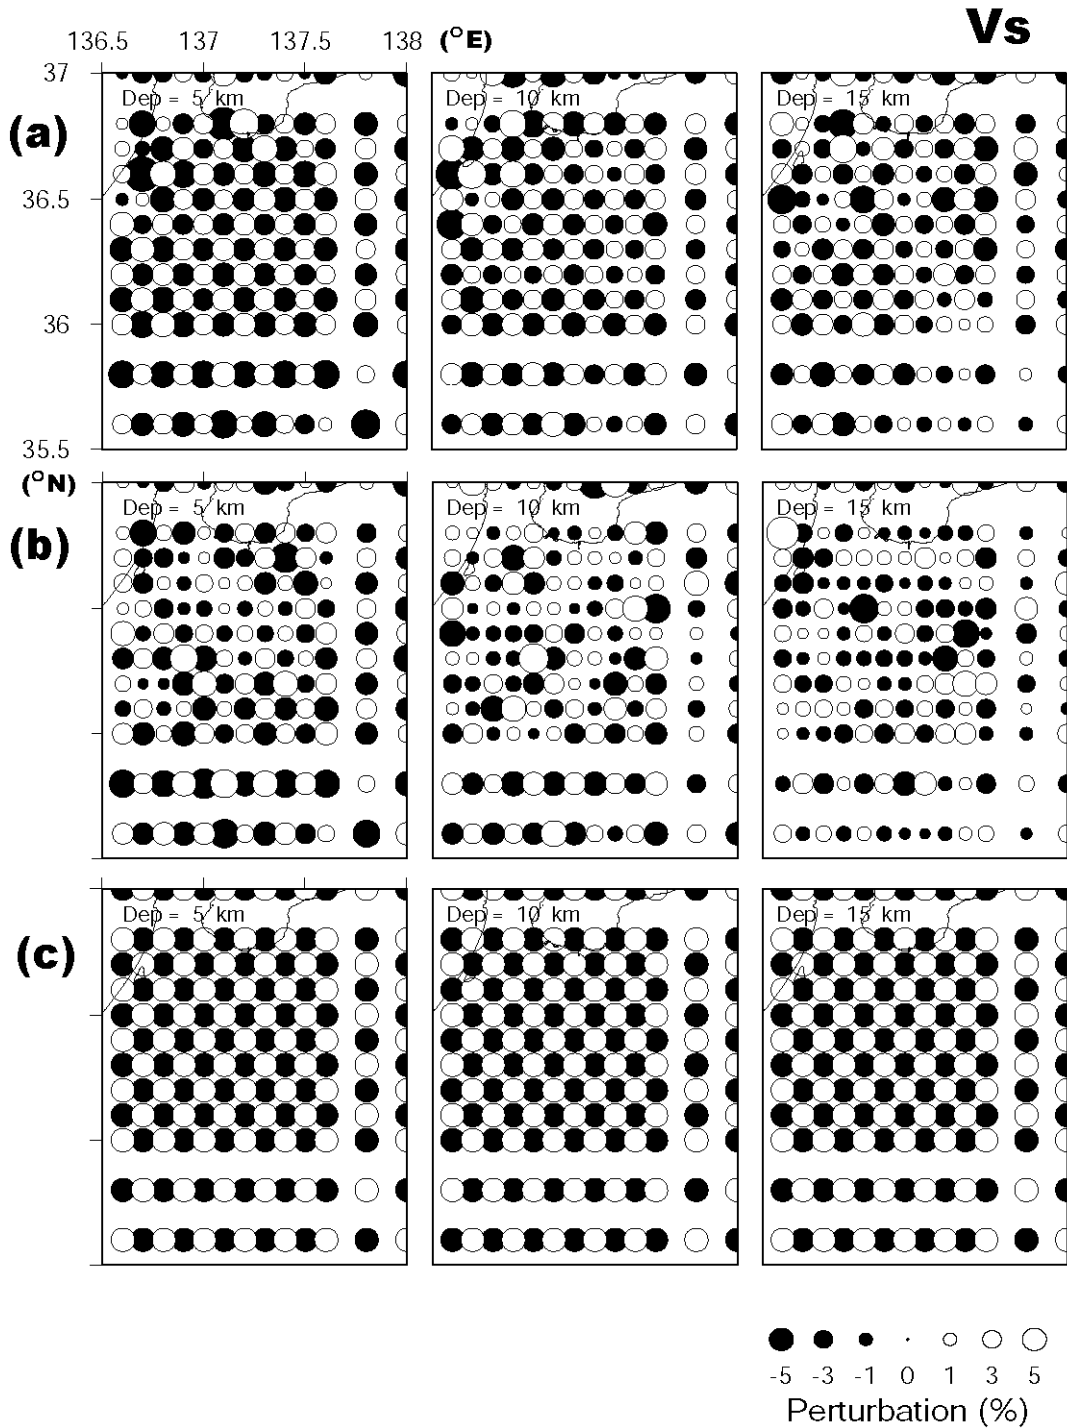 Vs
136.5 137 137.5 138 (°E)
37
Dep = 5 km Dep = 10 km Dep = 15 km
(a)
36.5
36
35.5
(°N)
Dep = 5 km Dep = 10 km Dep = 15 km
(b)
Dep = 5 km Dep = 10 km Dep = 15 km
(c)
-5 -3 -1 0 1 3 5
Perturbation (%)